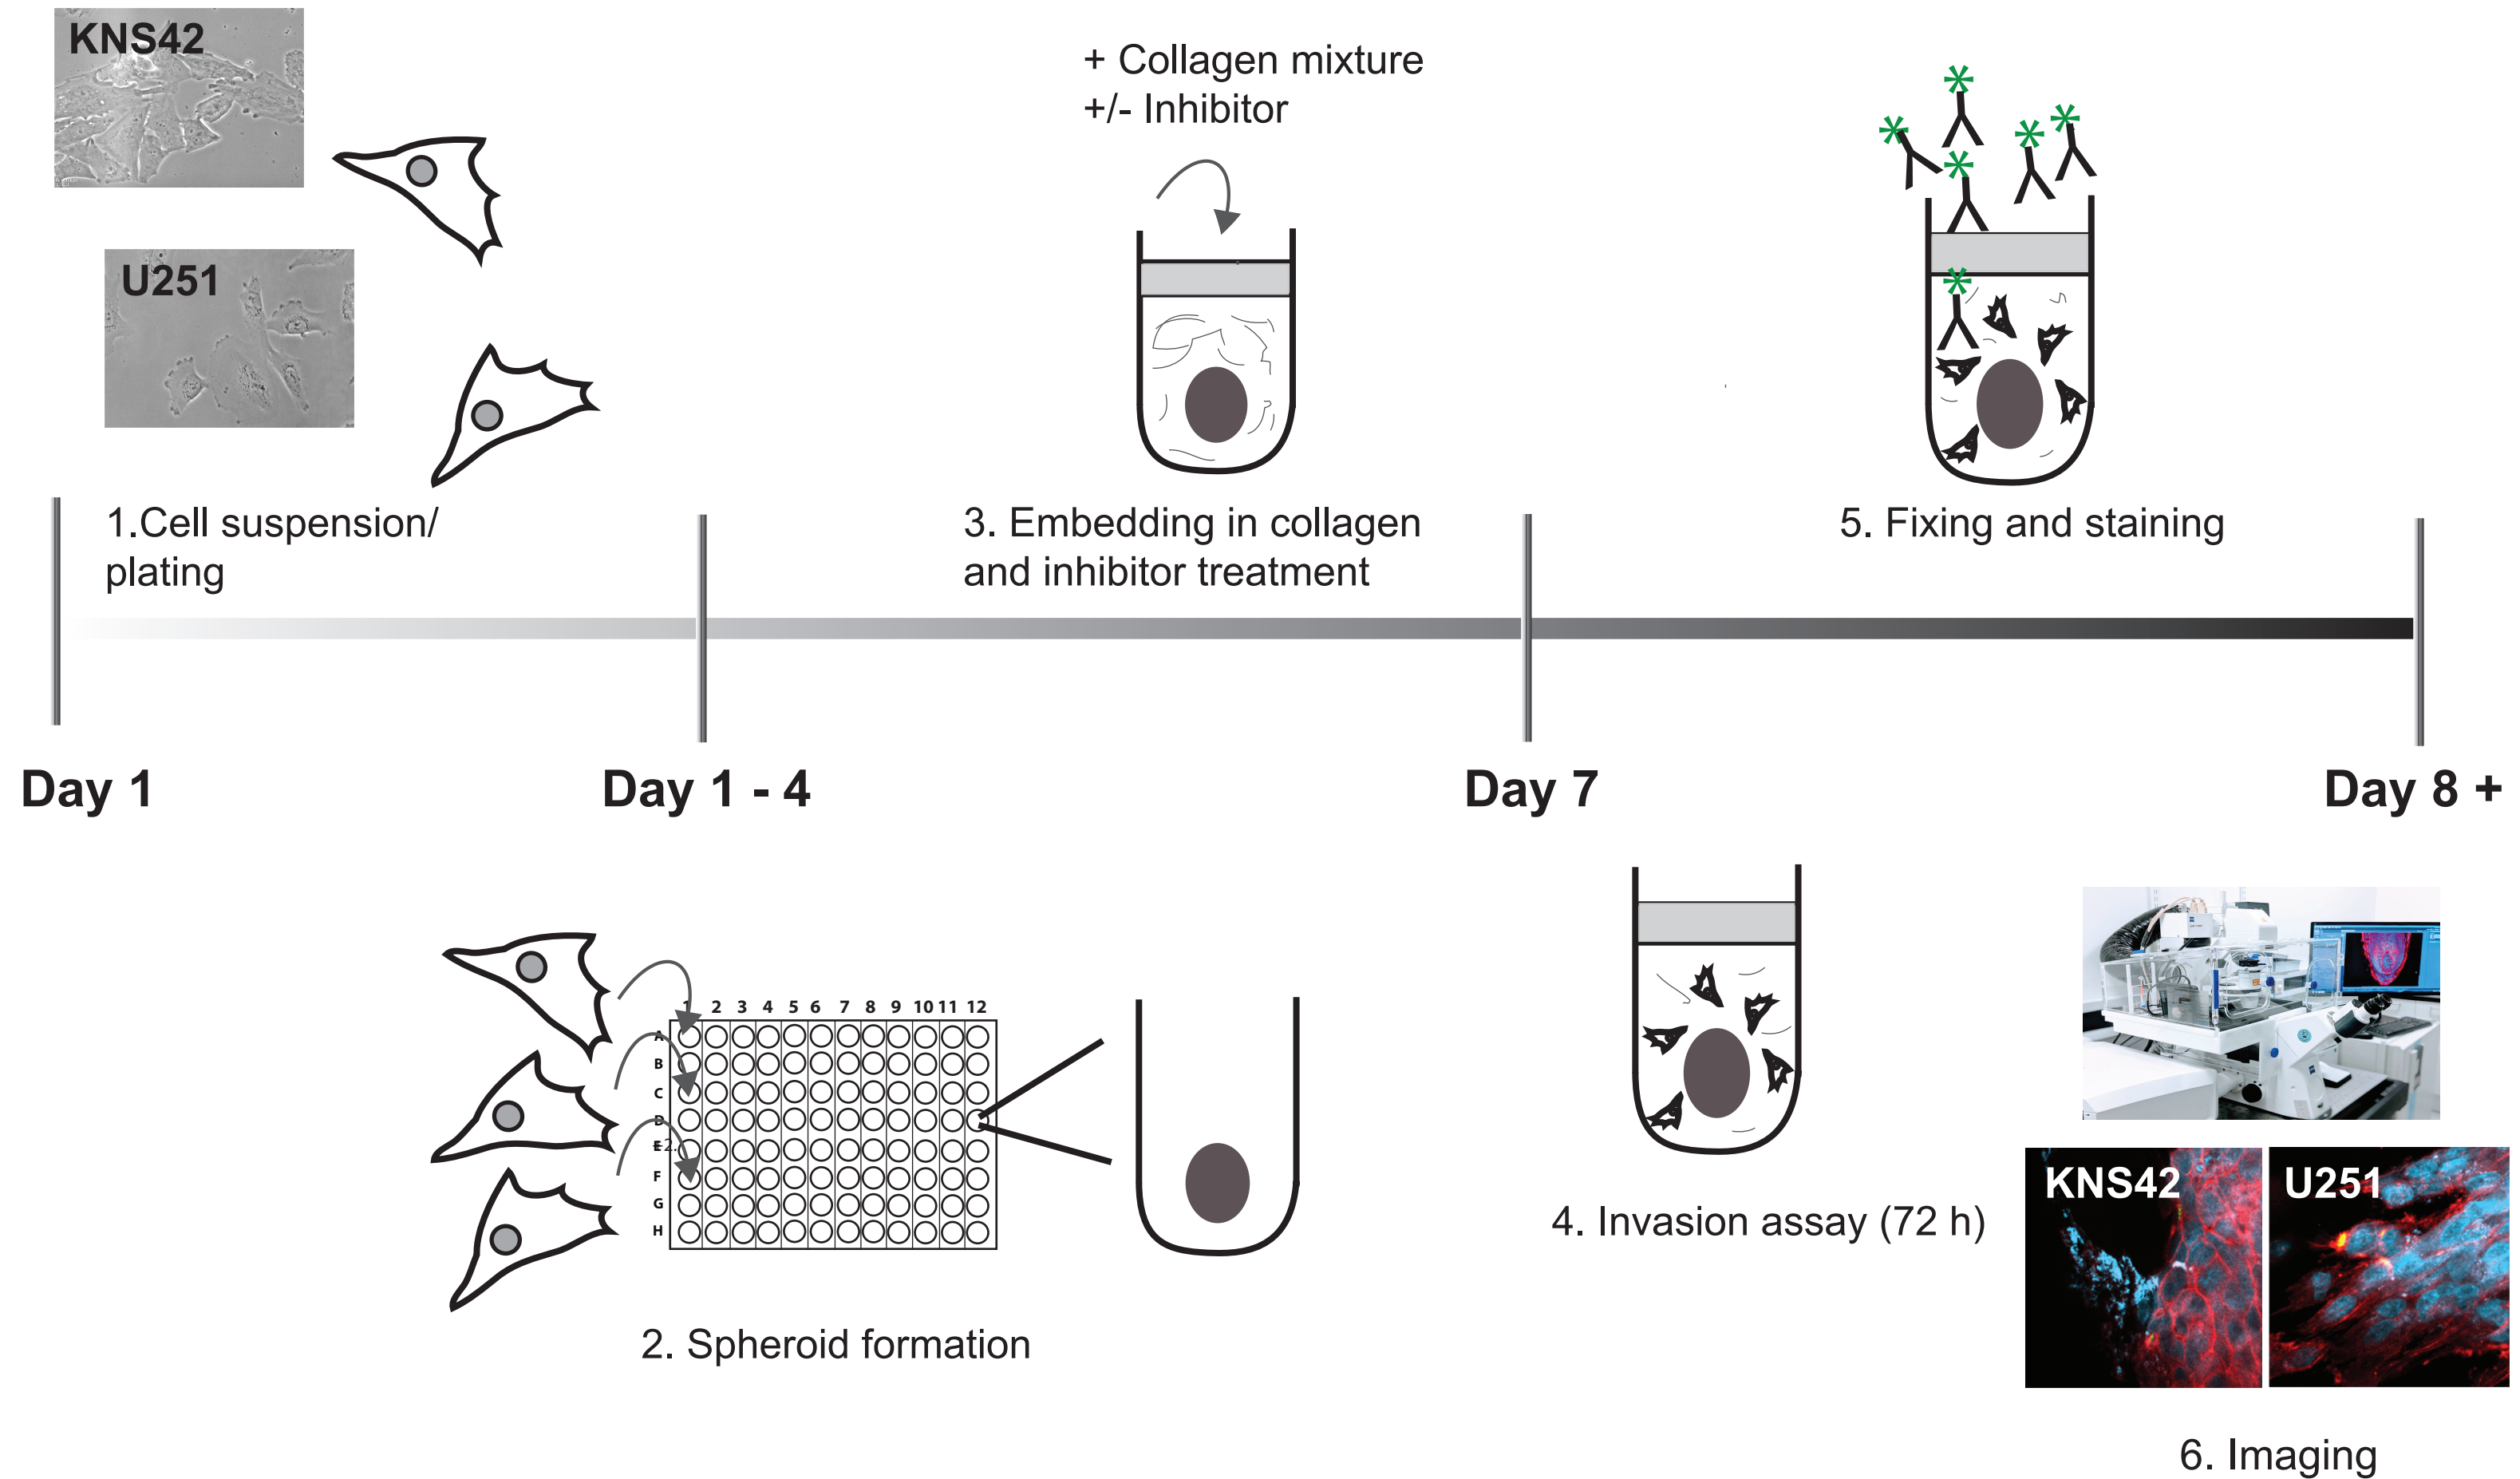 KNS42
U251
+ Collagen mixture
+/- Inhibitor
1.Cell suspension/
plating
3. Embedding in collagen
and inhibitor treatment
5. Fixing and staining
Day 1
Day 1 - 4
Day 7
Day 8 +
1 2 3 4 5 6 7 8 9 10 11 12
A
B
C
D
E 2.
F
G
H
2. Spheroid formation
4. Invasion assay (72 h)
KNS42
U251
6. Imaging